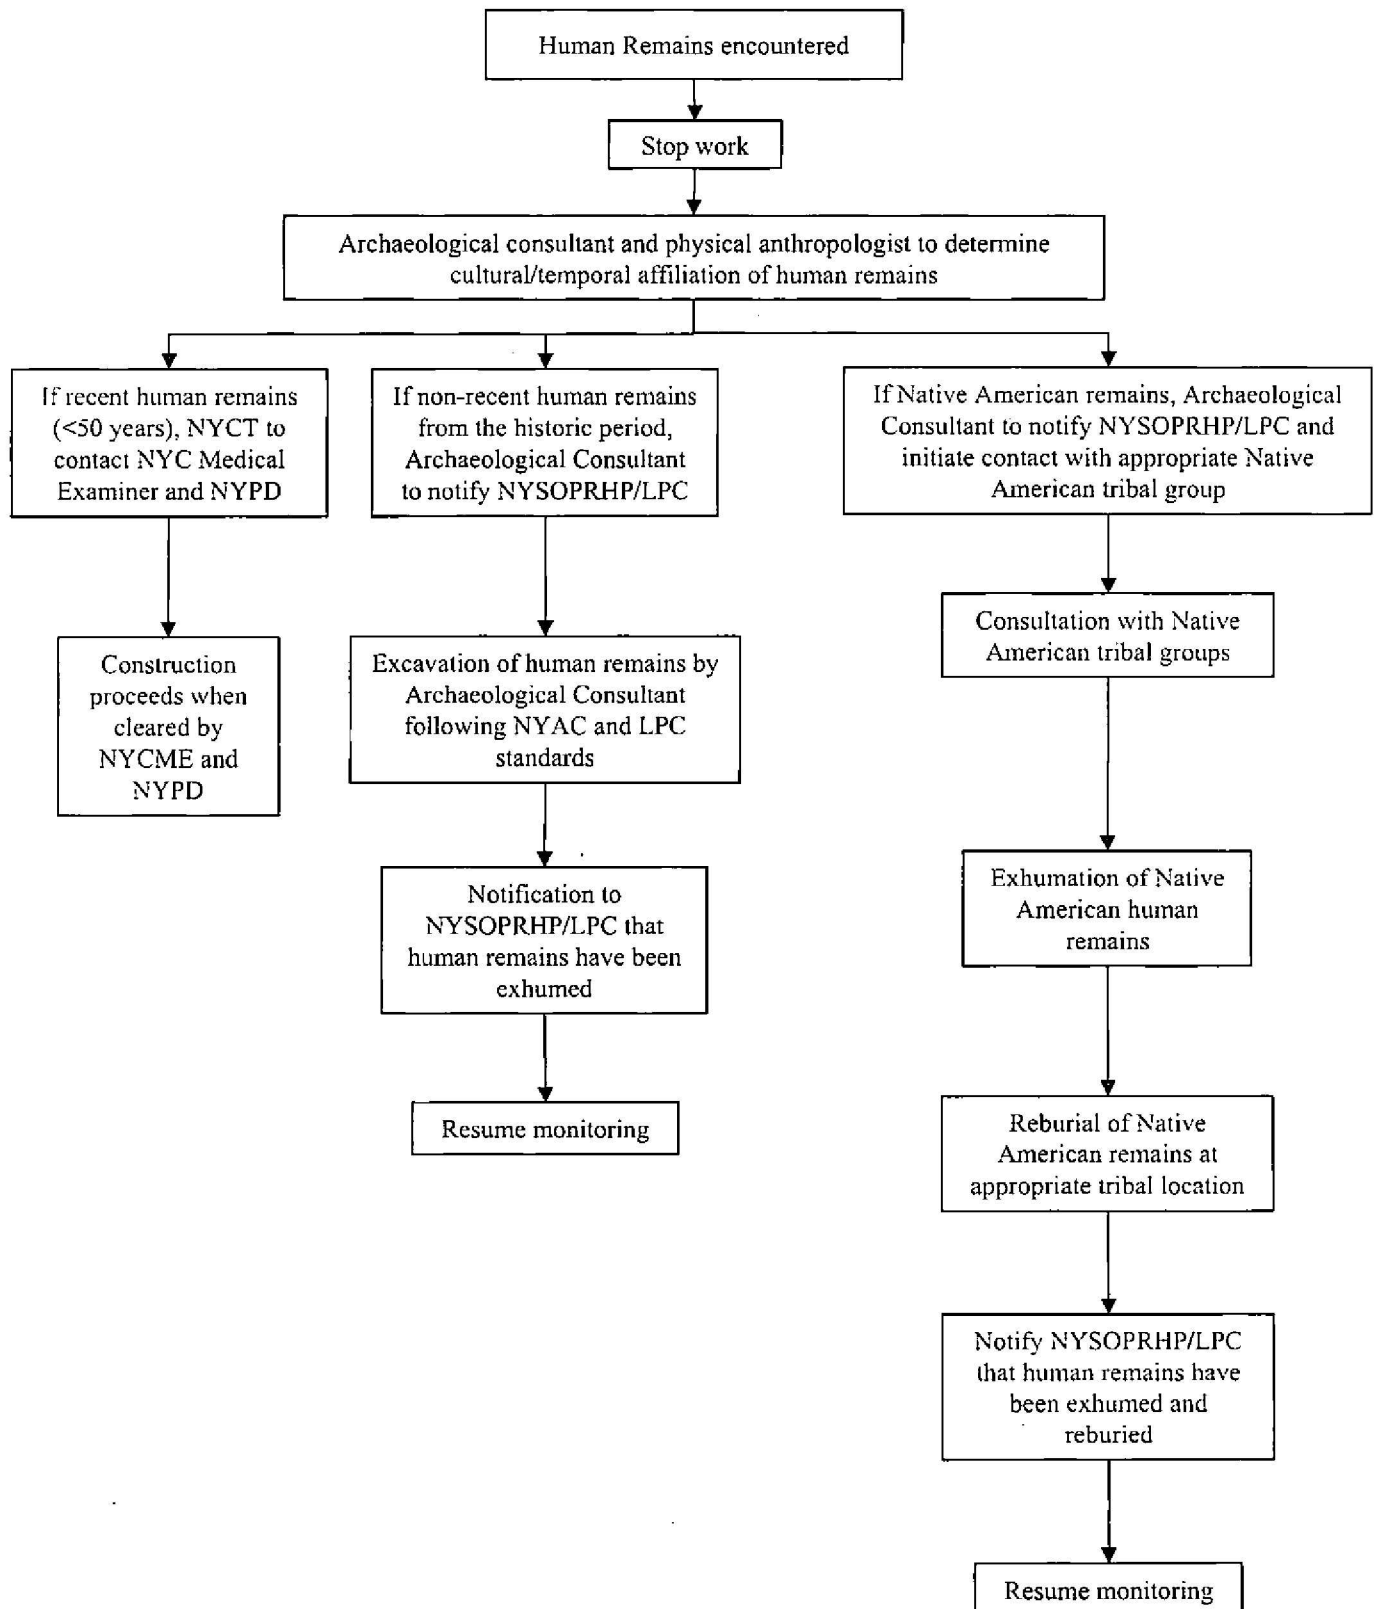 Human Remains encountered
Stop work
Archaeological consultant and physical anthropologist to determine
cultural/temporal affiliation of human remains
If recent human remains
(<50 years), NYCT to
contact NYC Medical
Examiner and NYPD
If non-recent human remains
from the historic period,
Archaeological Consultant
to notify NYSOPRHP/LPC
If Native American remains, Archaeological
Consultant to notify NYSOPRHP/LPC and
initiate contact with appropriate Native
American tribal group
Construction
proceeds when
cleared by
NYCME and
NYPD
Excavation of human remains by
Archaeological Consultant
following NYAC and LPC
standards
Notification to
NYSOPRHP/LPC that
human remains have been
exhumed
Resume monitoring
Consultation with Native
American tribal groups
Exhumation of Native
American human
remains
Reburial of Native
American remains at
appropriate tribal location
Notify NYSOPRHP/LPC
that human remains have
been exhumed and
reburied
Resume monitoring